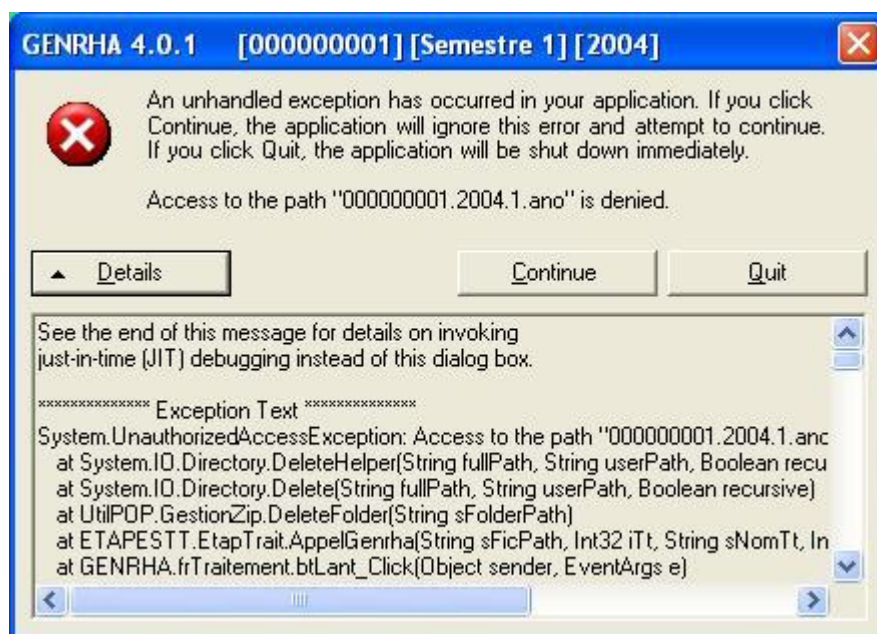 GENRHA 4.0.1 [000000001] [Semestre 1] [2004]
An unhandled exception has occurred in your application. If you click
Continue, the application will ignore this error and attempt to continue.
If you click Quit, the application will be shut down immediately.
Access to the path "000000001.2004.1.ano" is denied.
Details
Continue
Quit
See the end of this message for details on invoking
just-in-time (JIT) debugging instead of this dialog box.
************** Exception Text **************
System.UnauthorizedAccessException: Access to the path "000000001.2004.1.anc
at System.IO.Directory.DeleteHelper(String fullPath, String userPath, Boolean recu
at System.IO.Directory.Delete(String fullPath, String userPath, Boolean recursive)
at UtilPOP.GestionZip.DeleteFolder(String sFolderPath)
at ETAPESTT.EtapTrait.AppelGenrha(String sFicPath, Int32 iTt, String sNomTt, In
at GENRHA.frTraitement.btLant_Click(Object sender, EventArgs e)